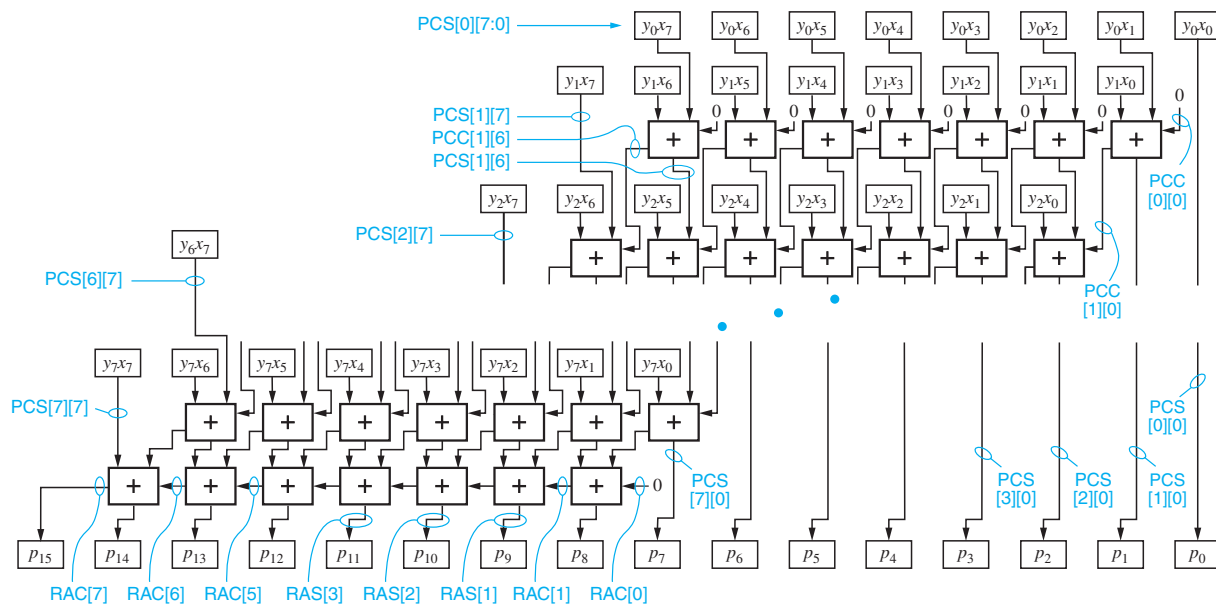 PCS[0][7:0]
y0x7 y0x6 y0x5 y0x4 y0x3 y0x2 y0x1 y0x0
y1x7 y1x6 y1x5 y1x4 y1x3 y1x2 y1x1 y1x0
0 0 0 0 0 0 0
PCS[1][7]
PCC[1][6]
PCS[1][6]
+ + + + + + +
PCC
[0][0]
y2x7 y2x6 y2x5 y2x4 y2x3 y2x2 y2x1 y2x0
PCS[2][7]
+ + + + + + +
y6x7
PCS[6][7]
PCC
[1][0]
y7x7 y7x6 y7x5 y7x4 y7x3 y7x2 y7x1 y7x0
PCS[7][7]
+ + + + + + +
PCS
[0][0]
+ + + + + + + 0
PCS
[7][0]
PCS
[3][0]
PCS
[2][0]
PCS
[1][0]
p15 p14 p13 p12 p11 p10 p9 p8 p7 p6 p5 p4 p3 p2 p1 p0
RAC[7] RAC[6] RAC[5] RAS[3] RAS[2] RAS[1] RAC[1] RAC[0]